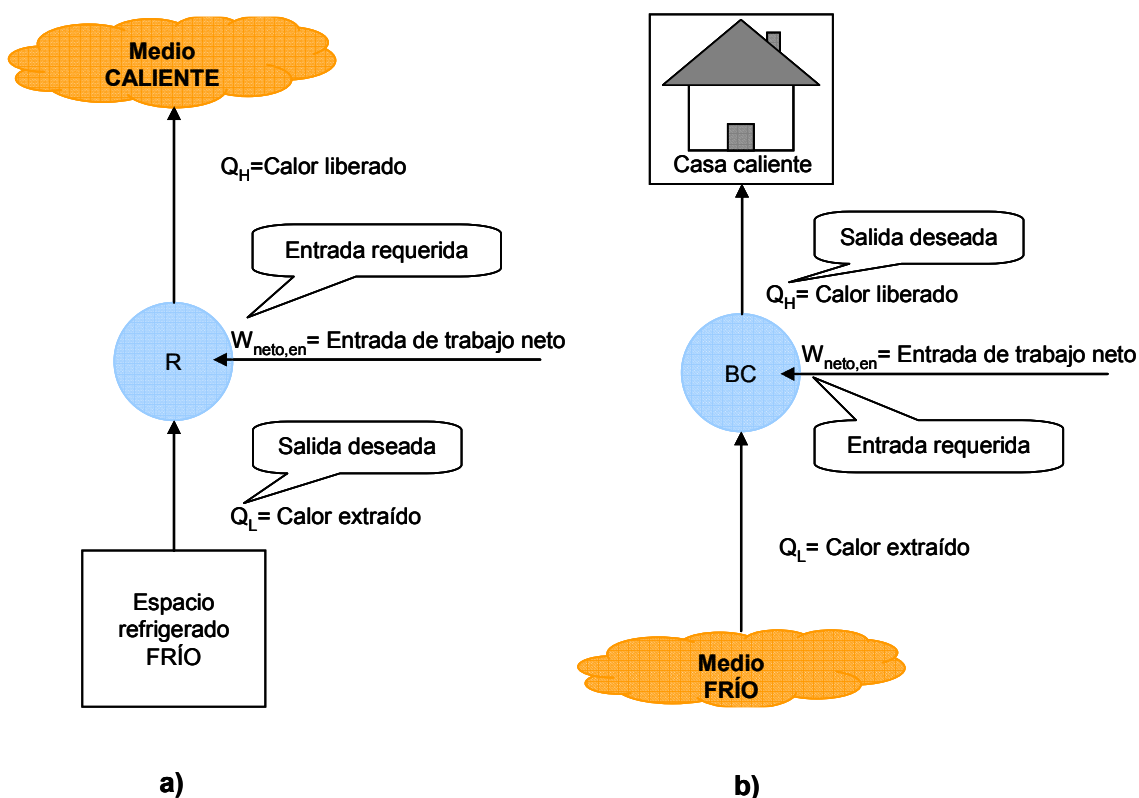 Medio
CALIENTE
Q_H=Calor liberado
Entrada requerida
W_neto,en= Entrada de trabajo neto
R
Salida deseada
Q_L= Calor extraído
Espacio
refrigerado
FRÍO
a)
Casa caliente
Salida deseada
Q_H= Calor liberado
W_neto,en= Entrada de trabajo neto
BC
Entrada requerida
Q_L= Calor extraído
Medio
FRÍO
b)